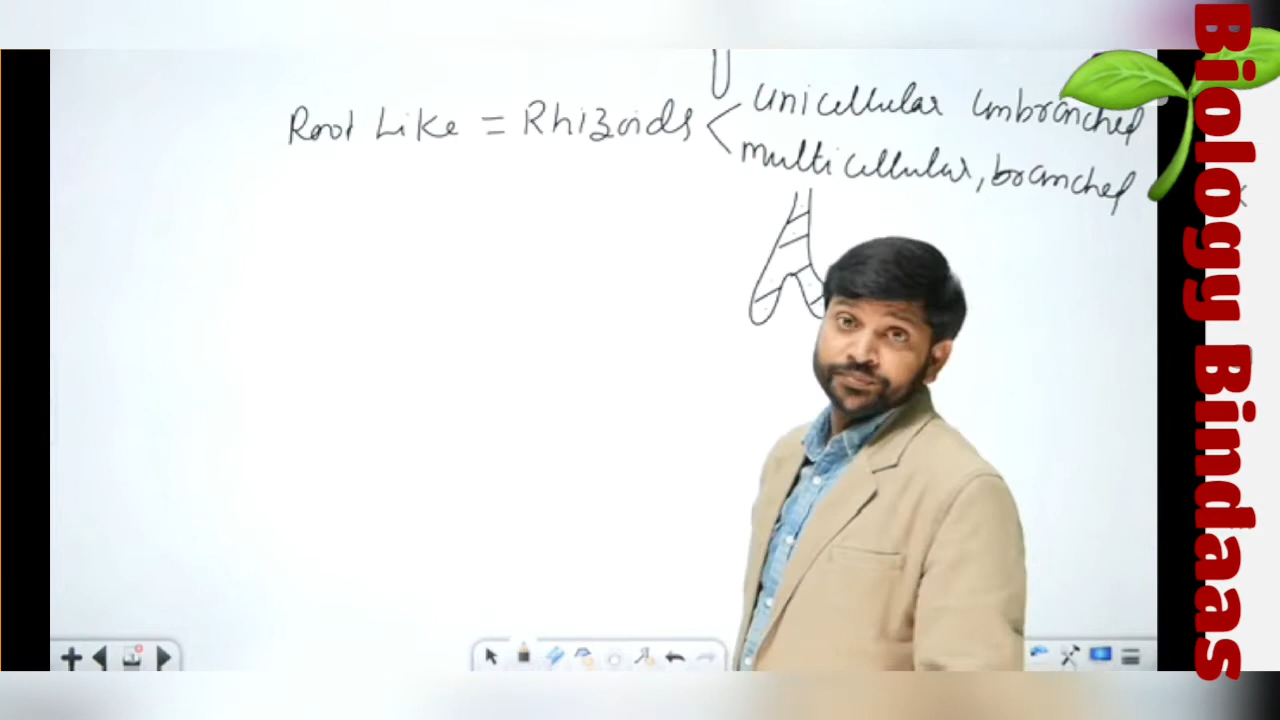 unicellular unbranched
Root Like = Rhizoids <
multicellular, branched
Biology Bindaas